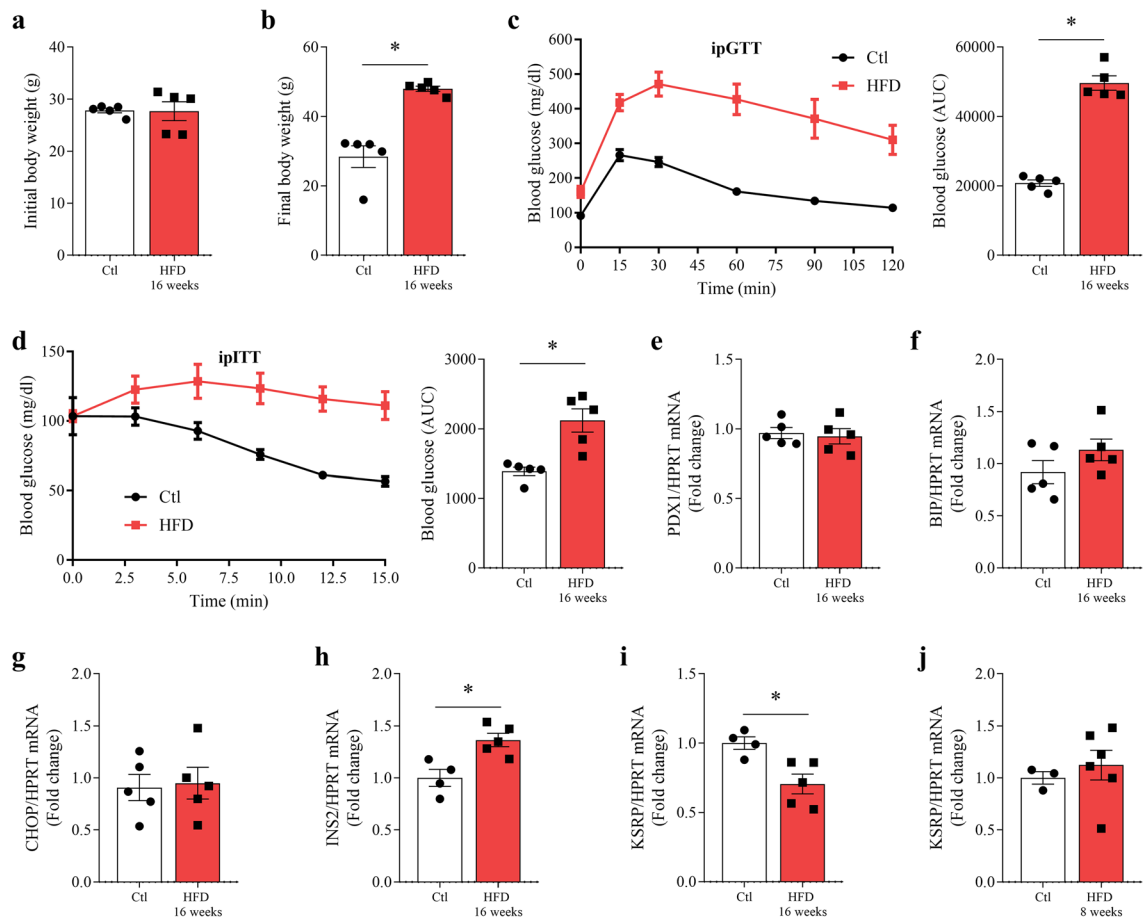 a
Initial body weight (g)
40
30
20
10
0
Ctl
HFD
16 weeks
b
Final body weight (g)
60
40
20
0
*
Ctl
HFD
16 weeks
c
ipGTT
Blood glucose (mg/dl)
600
500
400
300
200
100
0
0 15 30 45 60 75 90 105 120
Time (min)
Ctl
HFD
Blood glucose (AUC)
60000
40000
20000
0
*
Ctl
HFD
16 weeks
d
ipITT
Blood glucose (mg/dl)
150
100
50
0
0.0 2.5 5.0 7.5 10.0 12.5 15.0
Time (min)
Ctl
HFD
Blood glucose (AUC)
3000
2000
1000
0
*
Ctl
HFD
16 weeks
e
PDX1/HPRT mRNA
(Fold change)
1.5
1.0
0.5
0.0
Ctl
HFD
16 weeks
f
BIP/HPRT mRNA
(Fold change)
2.0
1.5
1.0
0.5
0.0
Ctl
HFD
16 weeks
g
CHOP/HPRT mRNA
(Fold change)
2.0
1.5
1.0
0.5
0.0
Ctl
HFD
16 weeks
h
INS2/HPRT mRNA
(Fold change)
2.0
1.5
1.0
0.5
0.0
*
Ctl
HFD
16 weeks
i
KSRP/HPRT mRNA
(Fold change)
1.5
1.0
0.5
0.0
*
Ctl
HFD
16 weeks
j
KSRP/HPRT mRNA
(Fold change)
2.0
1.5
1.0
0.5
0.0
Ctl
HFD
8 weeks